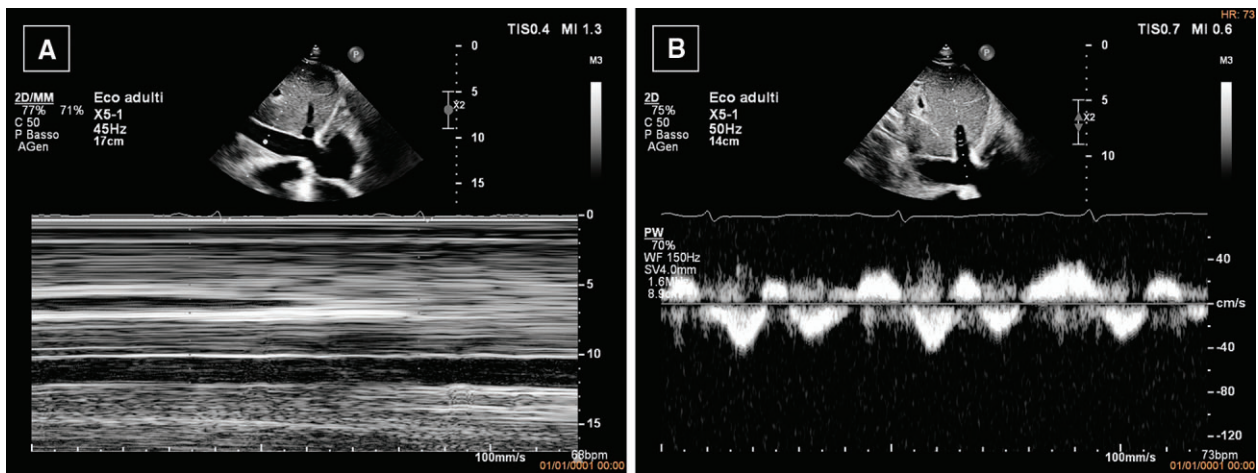 A
TIS0.4 MI 1.3
M3
2D/MM
77% 71%
C 50
P Basso
AGen
Eco adulti
X5-1
45Hz
17cm
P
X2
0
5
10
15
0
5
10
15
100mm/s
68bpm
01/01/0001 00:00
B
HR: 73
TIS0.7 MI 0.6
M3
2D
75%
C 50
P Basso
AGen
Eco adulti
X5-1
50Hz
14cm
P
X2
0
5
10
PW
70%
WF 150Hz
SV4.0mm
40
cm/s
-40
-80
-120
100mm/s
73bpm
01/01/0001 00:00